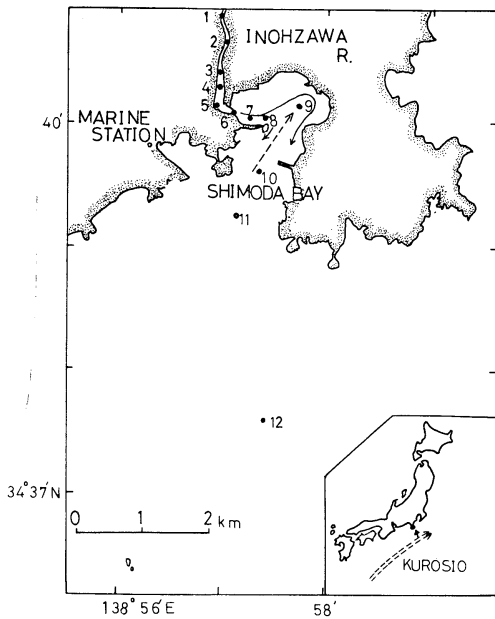 1
INOHZAWA
R.
2
3
4
5
6
7
8
9
40'
MARINE
STATION
10
SHIMODA BAY
11
12
34°37'N
0 1 2 km
KUROSIO
138° 56'E
58'